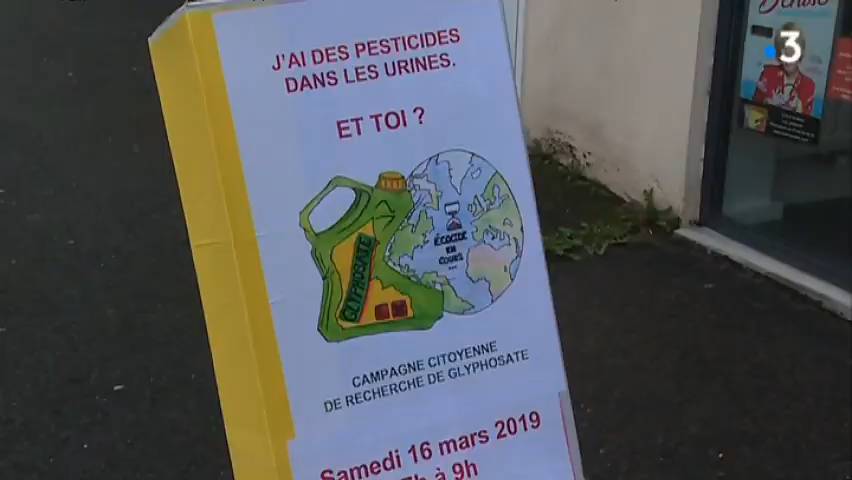 J'AI DES PESTICIDES
DANS LES URINES.
ET TOI ?
GLYPHOSATE
ÉCOCIDE
EN
COURS
...
CAMPAGNE CITOYENNE
DE RECHERCHE DE GLYPHOSATE
Samedi 16 mars 2019
à 9h
3